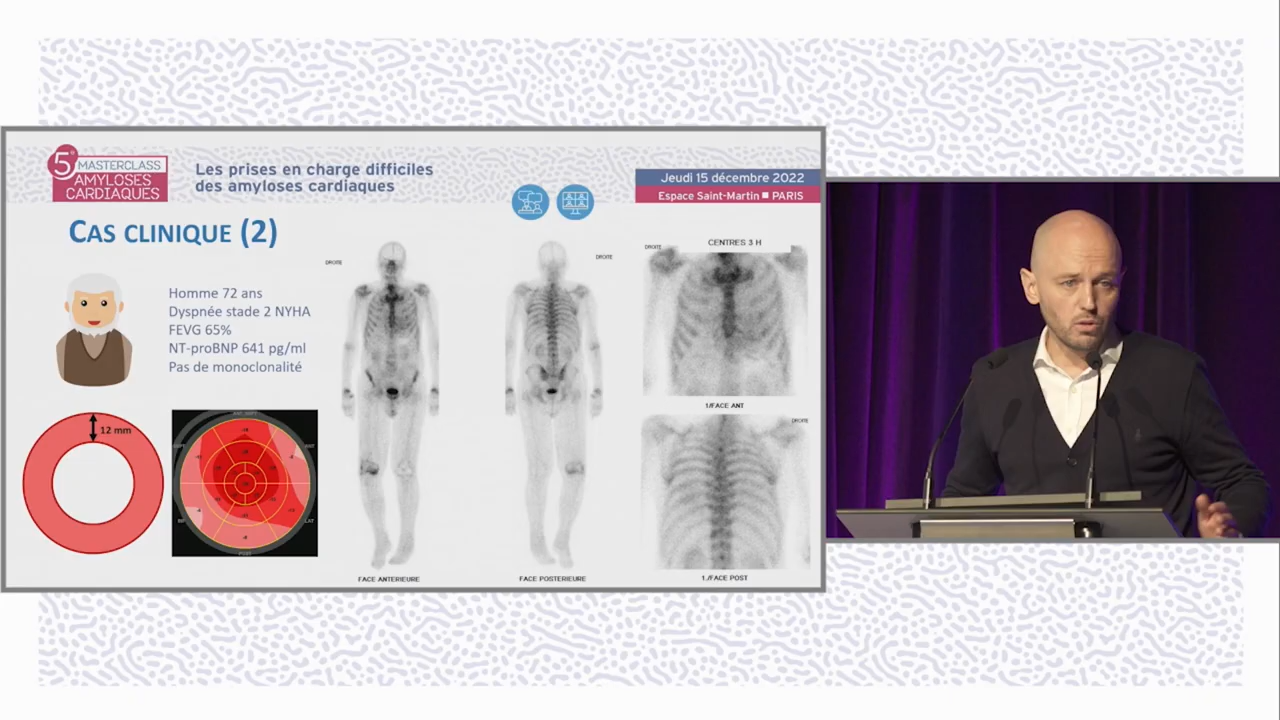 5e MASTERCLASS
AMYLOSES
CARDIAQUES
Les prises en charge difficiles
des amyloses cardiaques
Jeudi 15 décembre 2022
Espace Saint-Martin ■ PARIS
CAS CLINIQUE (2)
Homme 72 ans
Dyspnée stade 2 NYHA
FEVG 65%
NT-proBNP 641 pg/ml
Pas de monoclonalité
12 mm
DROITE
FACE ANTERIEURE
DROITE
FACE POSTERIEURE
CENTRES 3 H
DROITE
1/FACE ANT
DROITE
1./FACE POST